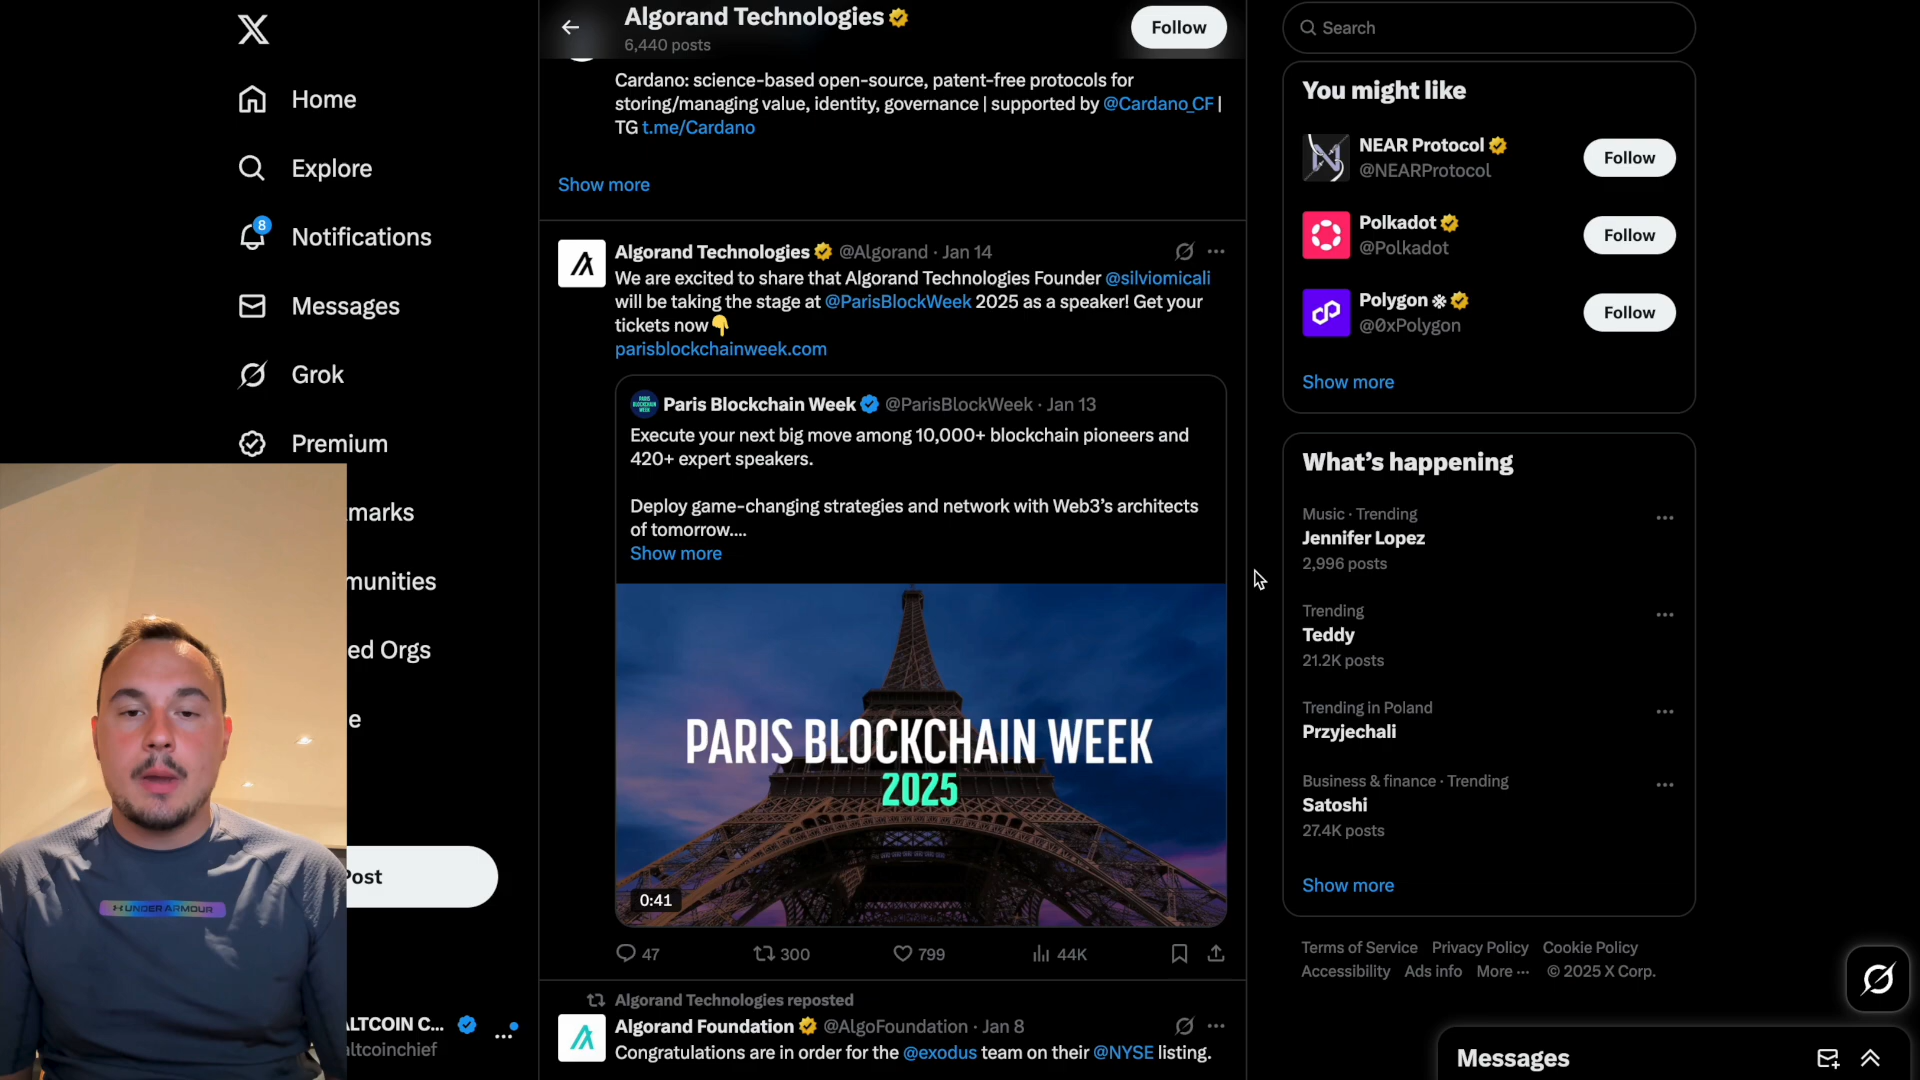 Home
Explore
8
Notifications
Messages
Grok
Premium
marks
munities
ed Orgs
e
Post
UNDER ARMOUR
LTCOIN C...
altcoinchief
Algorand Technologies
6,440 posts
Follow
Cardano: science-based open-source, patent-free protocols for
storing/managing value, identity, governance | supported by @Cardano_CF |
TG t.me/Cardano
Show more
Algorand Technologies @Algorand · Jan 14
We are excited to share that Algorand Technologies Founder @silviomicali
will be taking the stage at @ParisBlockWeek 2025 as a speaker! Get your
tickets now👇
parisblockchainweek.com
Paris Blockchain Week @ParisBlockWeek · Jan 13
Execute your next big move among 10,000+ blockchain pioneers and
420+ expert speakers.
Deploy game-changing strategies and network with Web3's architects
of tomorrow....
Show more
PARIS BLOCKCHAIN WEEK
2025
0:41
47 300 799 44K
Algorand Technologies reposted
Algorand Foundation @AlgoFoundation · Jan 8
Congratulations are in order for the @exodus team on their @NYSE listing.
Search
You might like
NEAR Protocol
@NEARProtocol
Follow
Polkadot
@Polkadot
Follow
Polygon
@0xPolygon
Follow
Show more
What's happening
Music · Trending
Jennifer Lopez
2,996 posts
Trending
Teddy
21.2K posts
Trending in Poland
Przyjechali
Business & finance · Trending
Satoshi
27.4K posts
Show more
Terms of Service Privacy Policy Cookie Policy
Accessibility Ads info More ··· © 2025 X Corp.
Messages